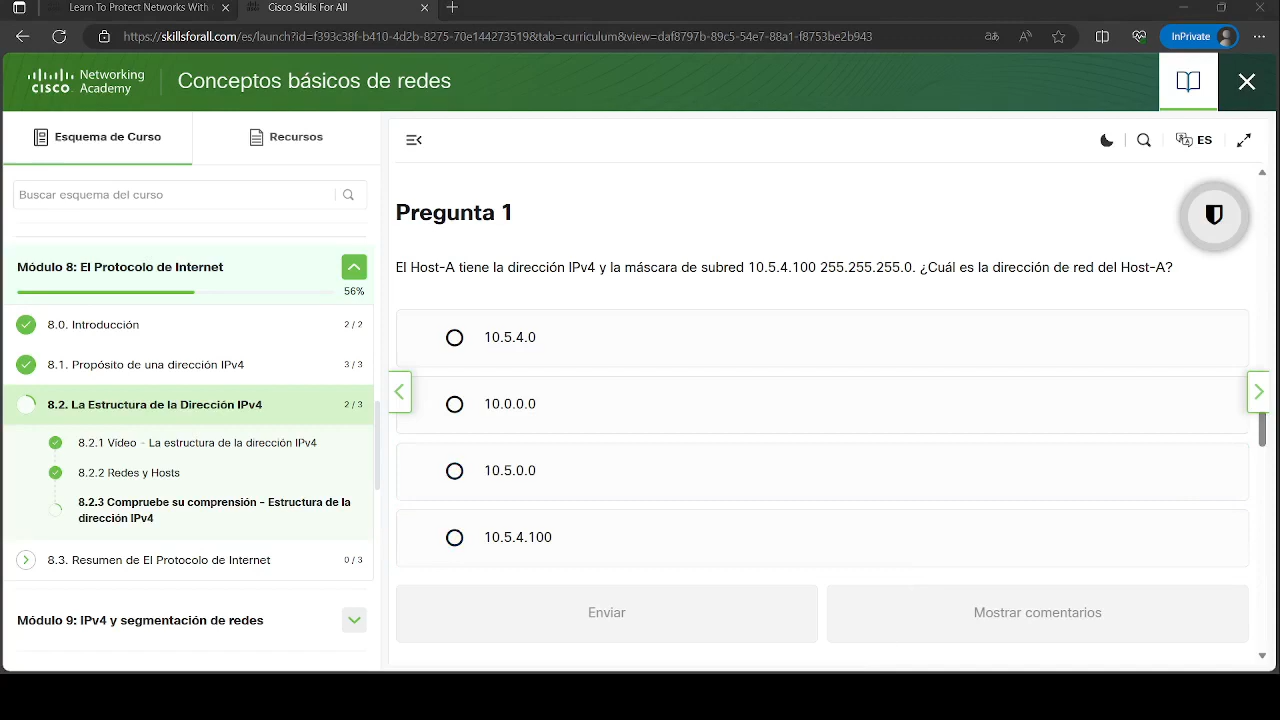 Learn To Protect Networks With
Cisco Skills For All
https://skillsforall.com/es/launch?id=f393c38f-b410-4d2b-8275-70e144273519&tab=curriculum&view=daf8797b-89c5-54e7-88a1-f8753be2b943
InPrivate
Networking
CISCO Academy
Conceptos básicos de redes
Esquema de Curso
Recursos
ES
Buscar esquema del curso
Módulo 8: El Protocolo de Internet
56%
8.0. Introducción 2 / 2
8.1. Propósito de una dirección IPv4 3 / 3
8.2. La Estructura de la Dirección IPv4 2 / 3
8.2.1 Video - La estructura de la dirección IPv4
8.2.2 Redes y Hosts
8.2.3 Compruebe su comprensión - Estructura de la
dirección IPv4
8.3. Resumen de El Protocolo de Internet 0 / 3
Módulo 9: IPv4 y segmentación de redes
Pregunta 1
El Host-A tiene la dirección IPv4 y la máscara de subred 10.5.4.100 255.255.255.0. ¿Cuál es la dirección de red del Host-A?
10.5.4.0
10.0.0.0
10.5.0.0
10.5.4.100
Enviar
Mostrar comentarios